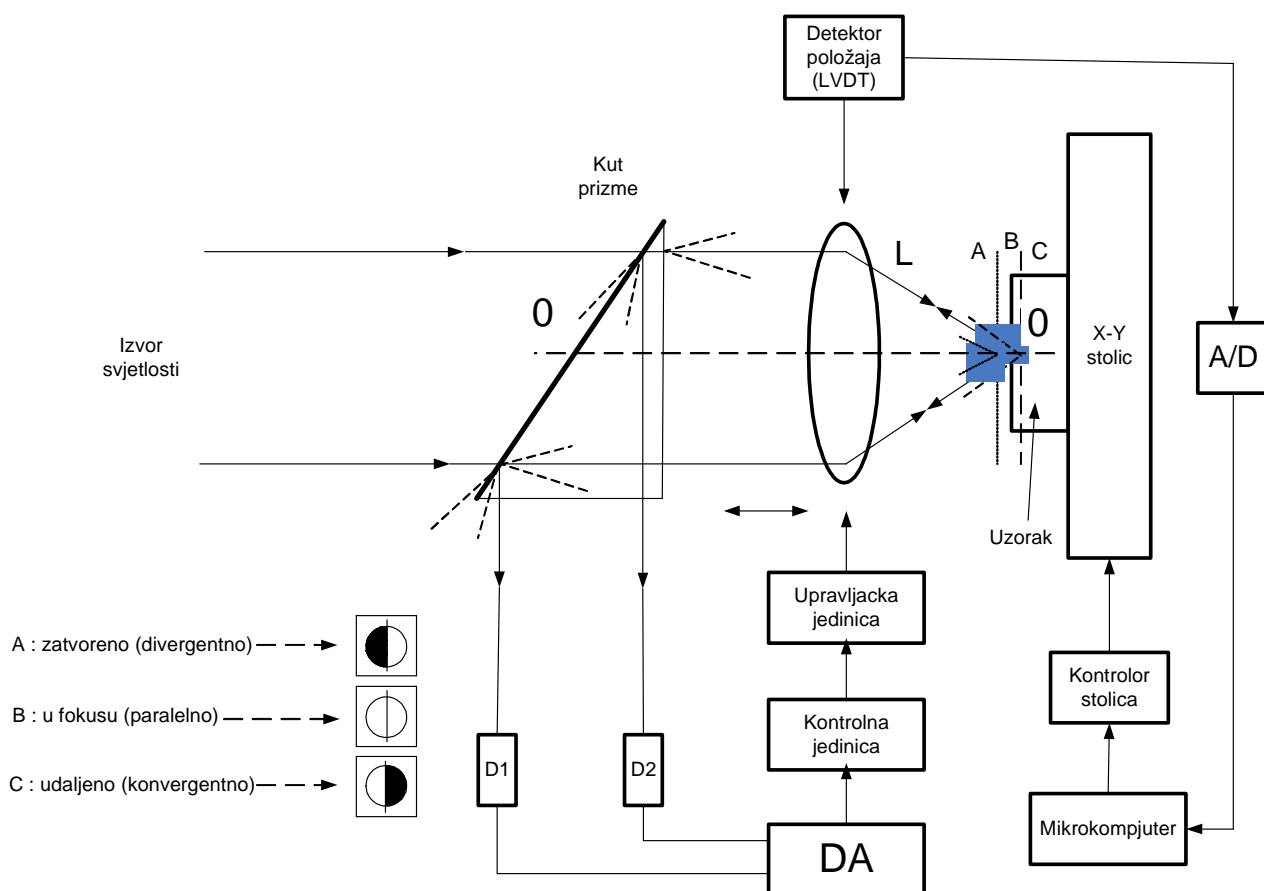 Detektor
položaja
(LVDT)
Kut
prizme
L
A
B
C
0
0
Izvor
svjetlosti
X-Y
stolic
A/D
Uzorak
Upravljacka
jedinica
A : zatvoreno (divergentno)
Kontrolor
stolica
B : u fokusu (paralelno)
Kontrolna
jedinica
D1
D2
C : udaljeno (konvergentno)
Mikrokompjuter
DA